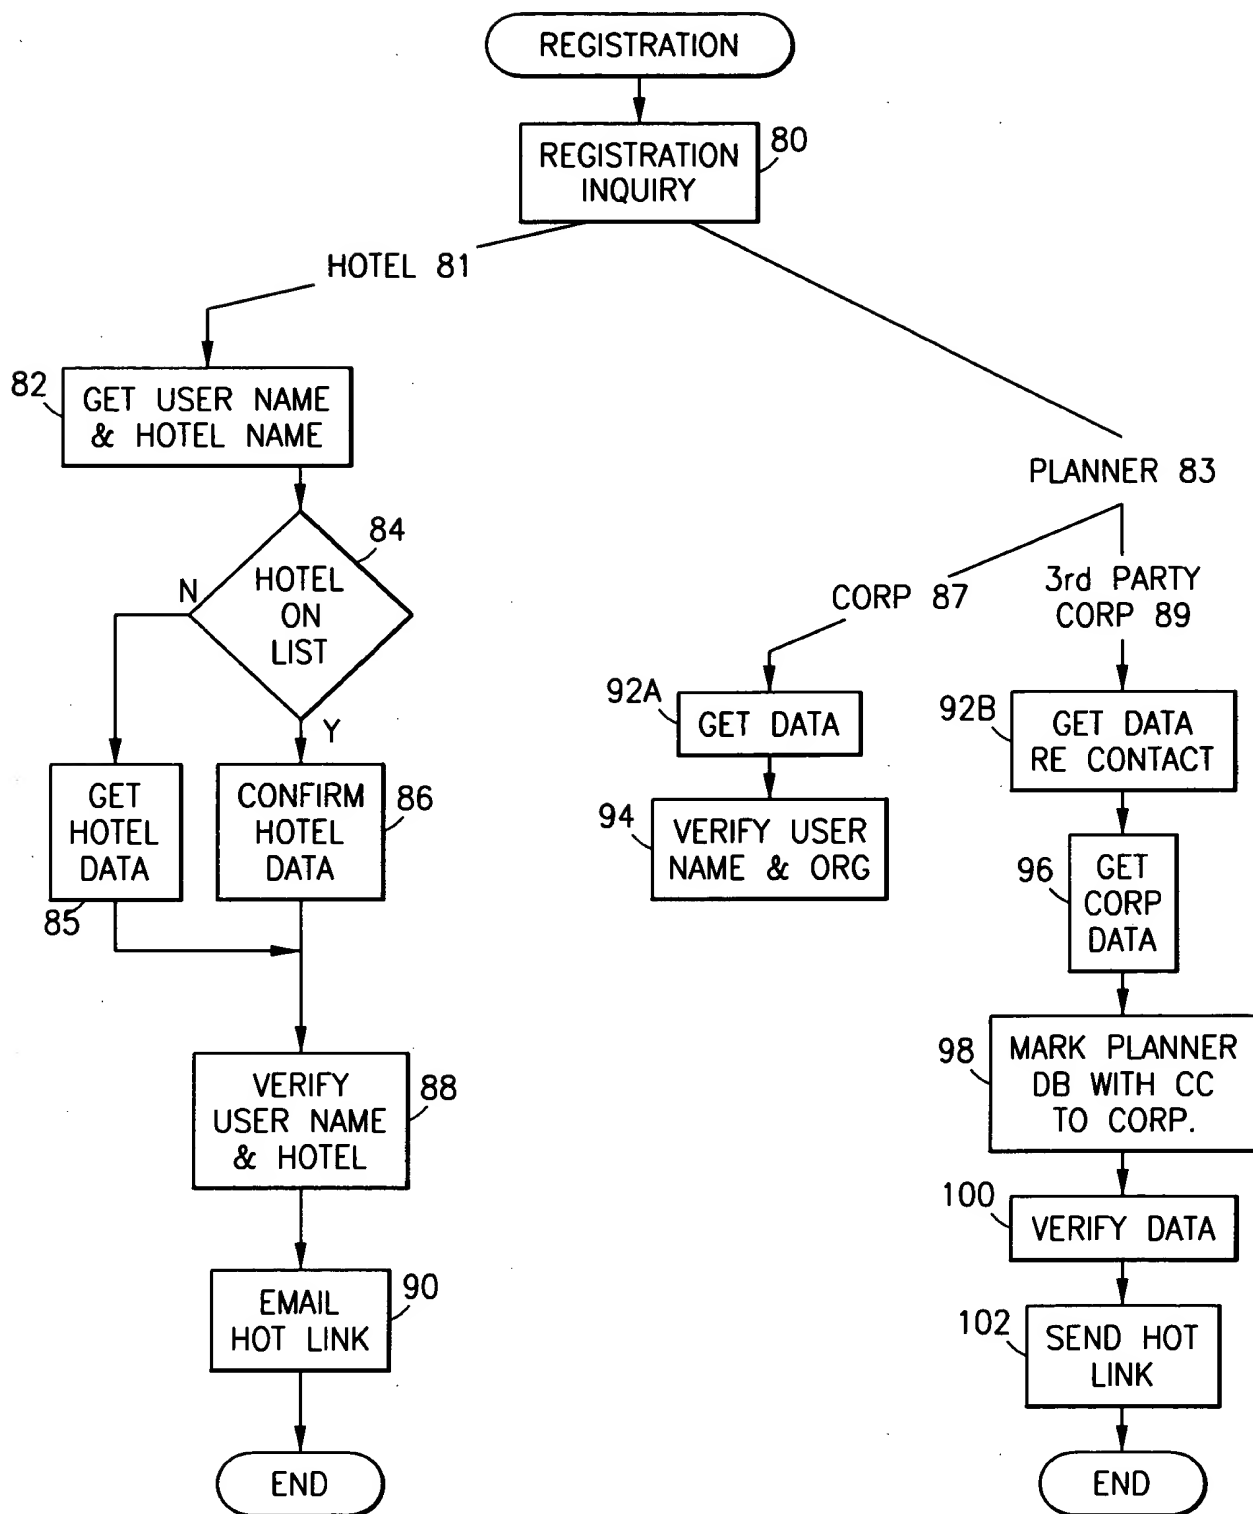 REGISTRATION
REGISTRATION
INQUIRY
80
HOTEL 81
82
GET USER NAME
& HOTEL NAME
84
HOTEL
ON
LIST
N
Y
GET
HOTEL
DATA
85
CONFIRM
HOTEL
DATA
86
VERIFY
USER NAME
& HOTEL
88
EMAIL
HOT LINK
90
END
PLANNER 83
CORP 87
92A
GET DATA
94
VERIFY USER
NAME & ORG
3rd PARTY
CORP 89
92B
GET DATA
RE CONTACT
96
GET
CORP
DATA
98
MARK PLANNER
DB WITH CC
TO CORP.
100
VERIFY DATA
102
SEND HOT
LINK
END